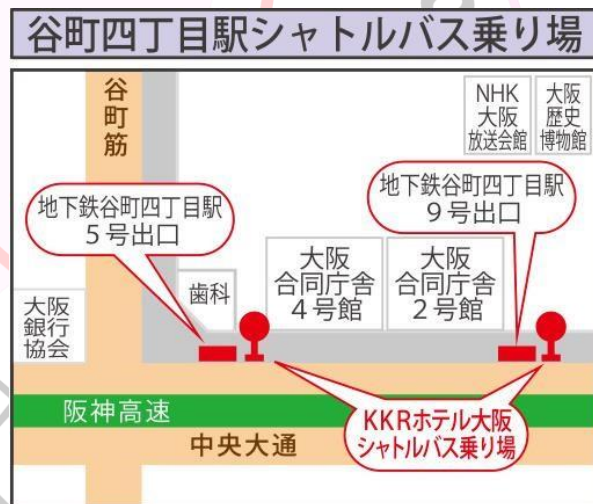 谷町四丁目駅シャトルバス乗り場
谷町筋
NHK
大阪
放送会館
大阪
歴史
博物館
地下鉄谷町四丁目駅
5号出口
地下鉄谷町四丁目駅
9号出口
歯科
大阪
合同庁舎
4号館
大阪
合同庁舎
2号館
大阪
銀行
協会
阪神高速
KKRホテル大阪
シャトルバス乗り場
中央大通